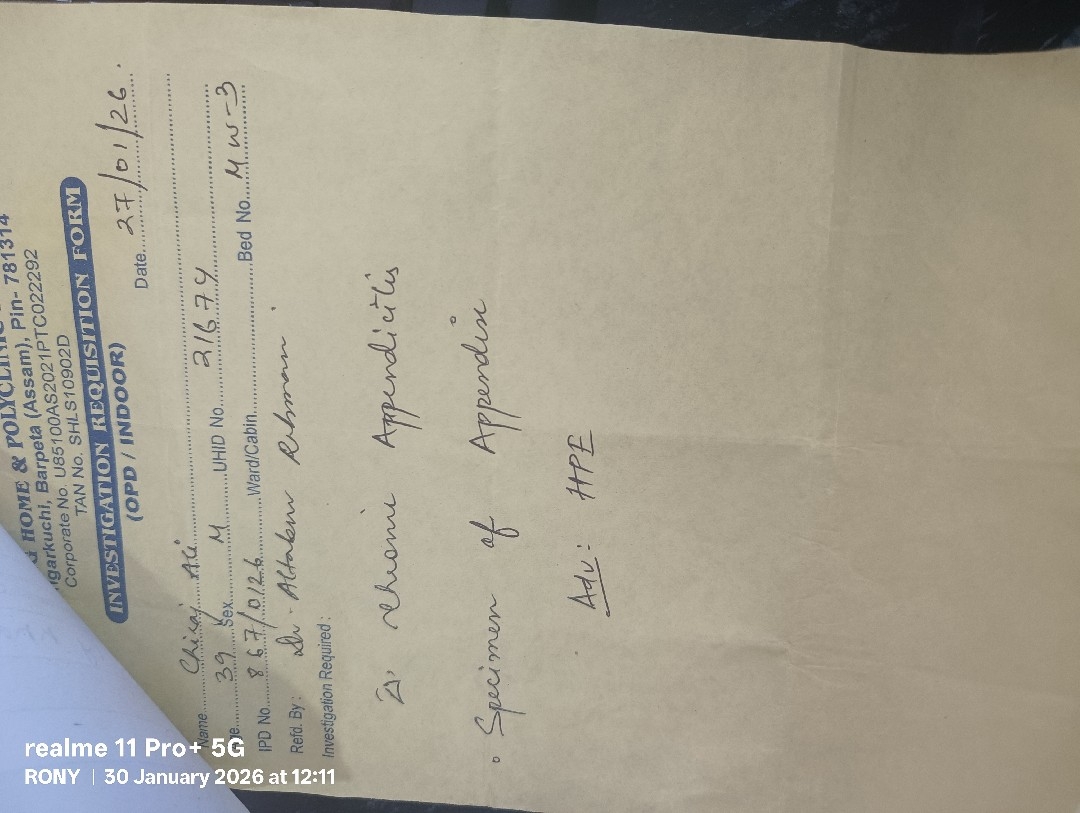 HOME & POLYCLINIC
garkuchi, Barpeta (Assam), Pin- 781314
Corporate No. U85100AS2021PTC022292
TAN No. SHLS10902D
INVESTIGATION REQUISITION FORM
(OPD / INDOOR)
Date 27/01/26.
Name Chiraj Ali
39 y Sex M UHID No. 21674
IPD No. 867/0126 Ward/Cabin Bed No. MW-3
Refd. By : Dr. Altabur Rahman
Investigation Required :
Δ, Chronic Appendicitis
Specimen of Appendix
Adv : HPE
realme 11 Pro+ 5G
RONY | 30 January 2026 at 12:11